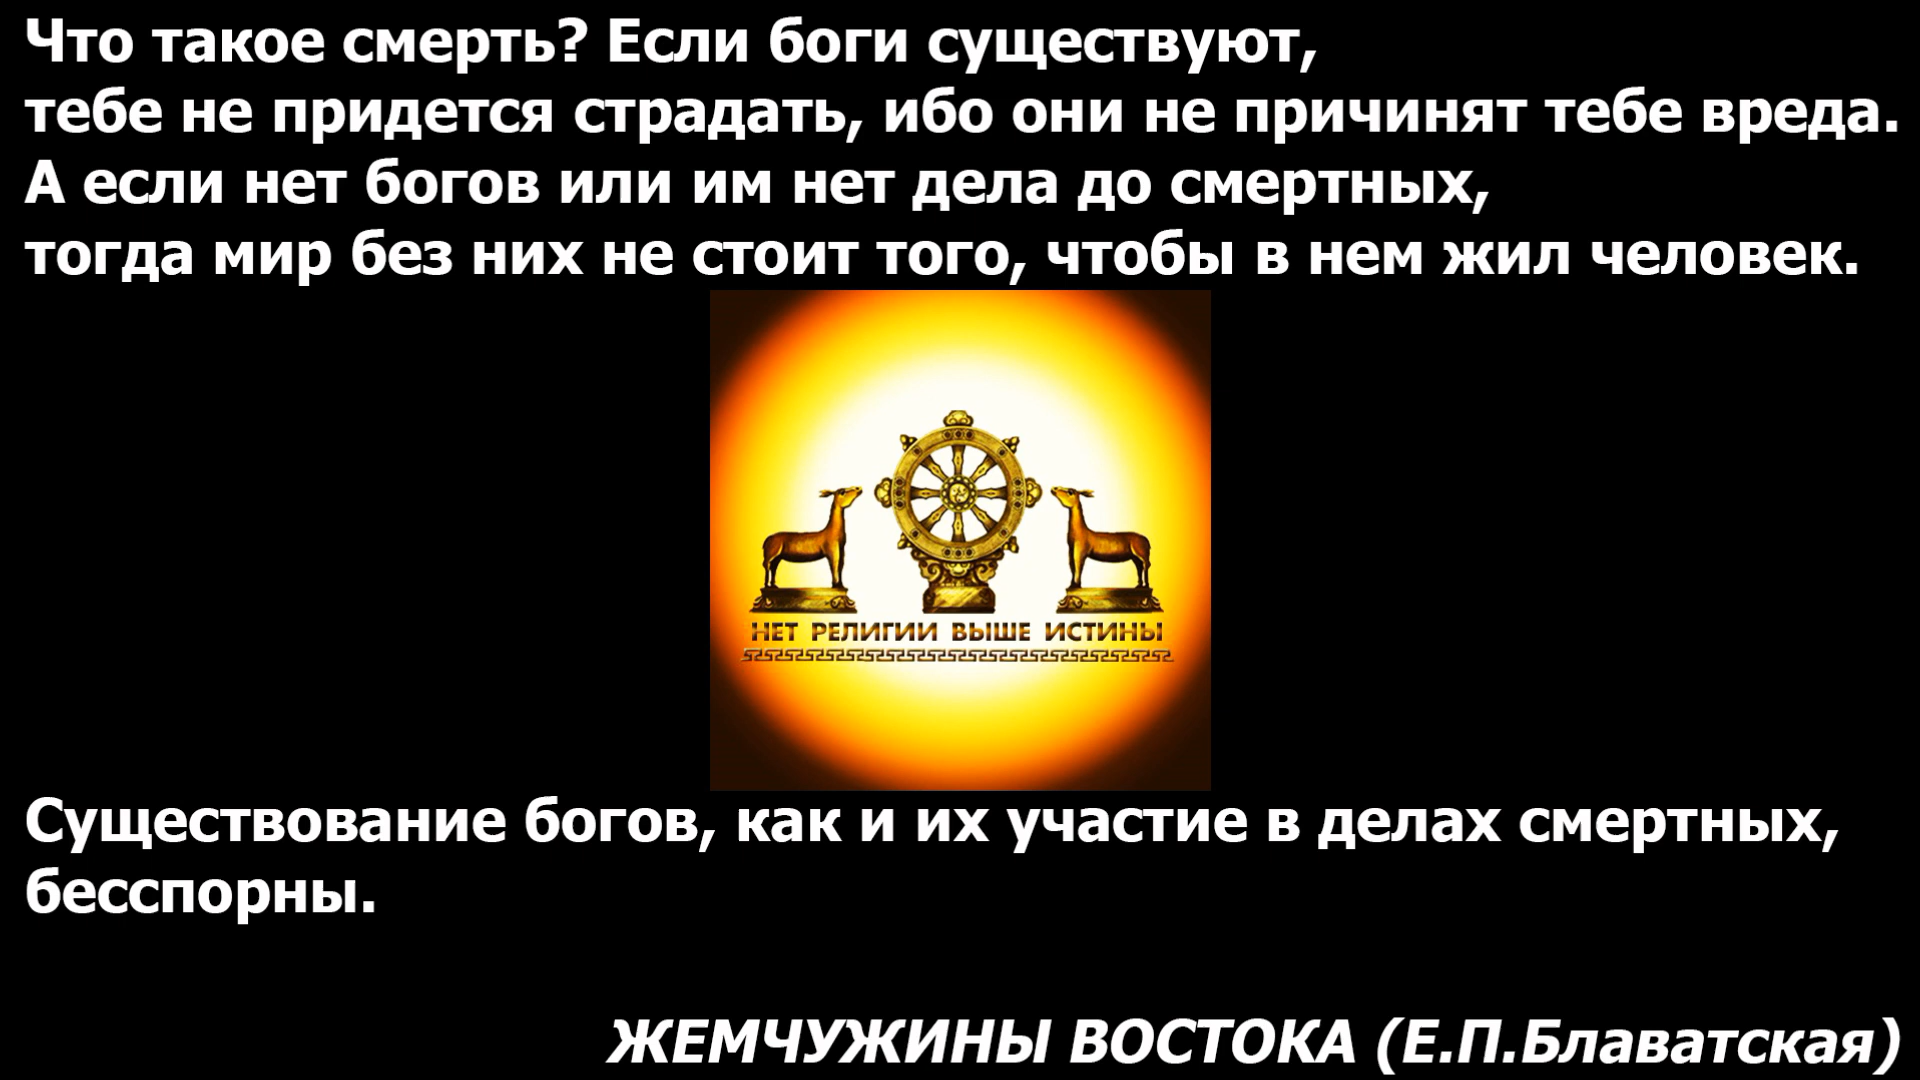 Что такое смерть? Если боги существуют,
тебе не придется страдать, ибо они не причинят тебе вреда.
А если нет богов или им нет дела до смертных,
тогда мир без них не стоит того, чтобы в нем жил человек.
НЕТ РЕЛИГИИ ВЫШЕ ИСТИНЫ
Существование богов, как и их участие в делах смертных,
бесспорны.
ЖЕМЧУЖИНЫ ВОСТОКА (Е.П.Блаватская)